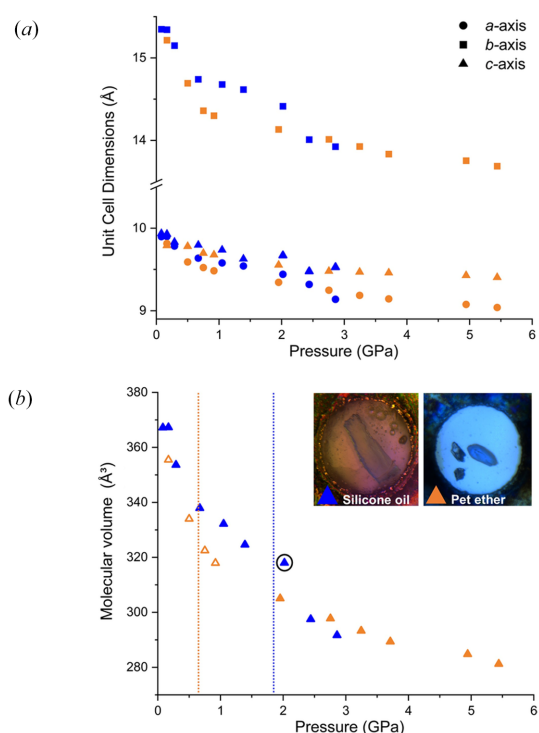 (a)
a-axis
b-axis
c-axis
15
14
10
9
Unit Cell Dimensions (Å)
0 1 2 3 4 5 6
Pressure (GPa)
(b)
380
360
340
320
300
280
Molecular volume (Å³)
Silicone oil
Pet ether
0 1 2 3 4 5 6
Pressure (GPa)